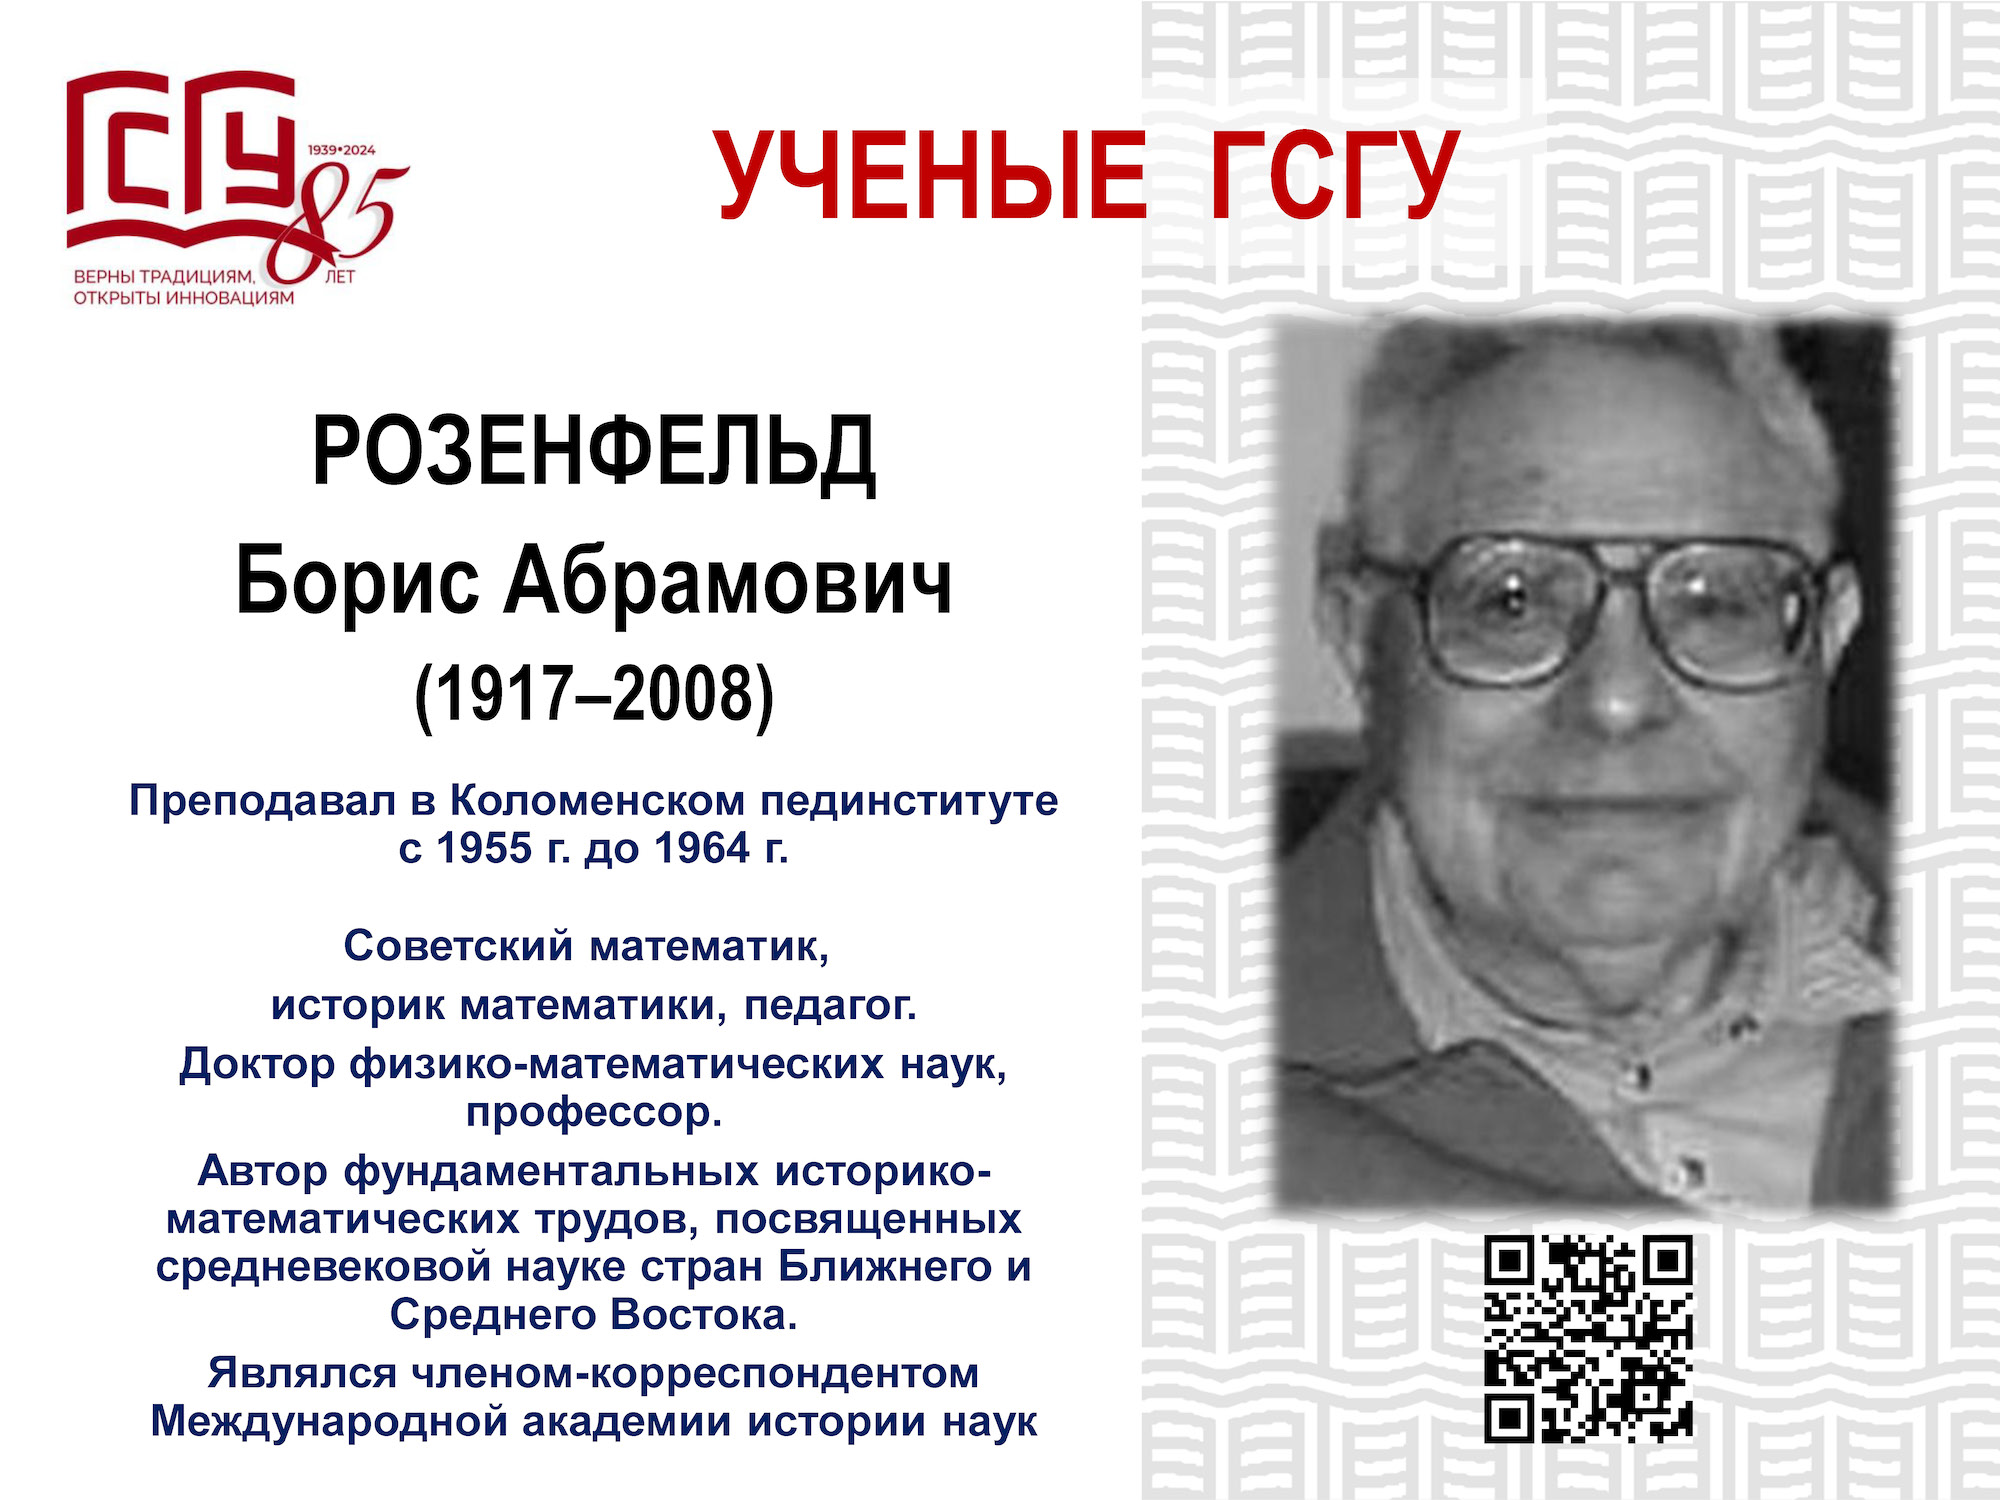 ГСГУ
1939•2024
85
ВЕРНЫ ТРАДИЦИЯМ, ЛЕТ
ОТКРЫТЫ ИННОВАЦИЯМ
УЧЕНЫЕ ГСГУ
РОЗЕНФЕЛЬД
Борис Абрамович
(1917–2008)
Преподавал в Коломенском пединституте
с 1955 г. до 1964 г.
Советский математик,
историк математики, педагог.
Доктор физико-математических наук,
профессор.
Автор фундаментальных историко-
математических трудов, посвященных
средневековой науке стран Ближнего и
Среднего Востока.
Являлся членом-корреспондентом
Международной академии истории наук